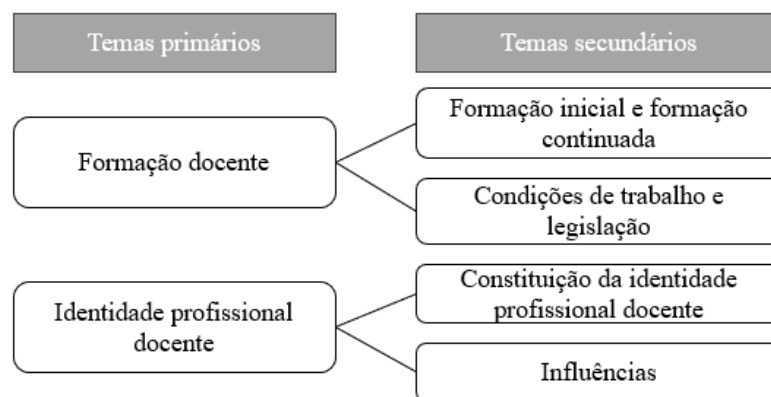 Temas primários
Temas secundários
Formação docente
Formação inicial e formação
continuada
Condições de trabalho e
legislação
Identidade profissional
docente
Constituição da identidade
profissional docente
Influências